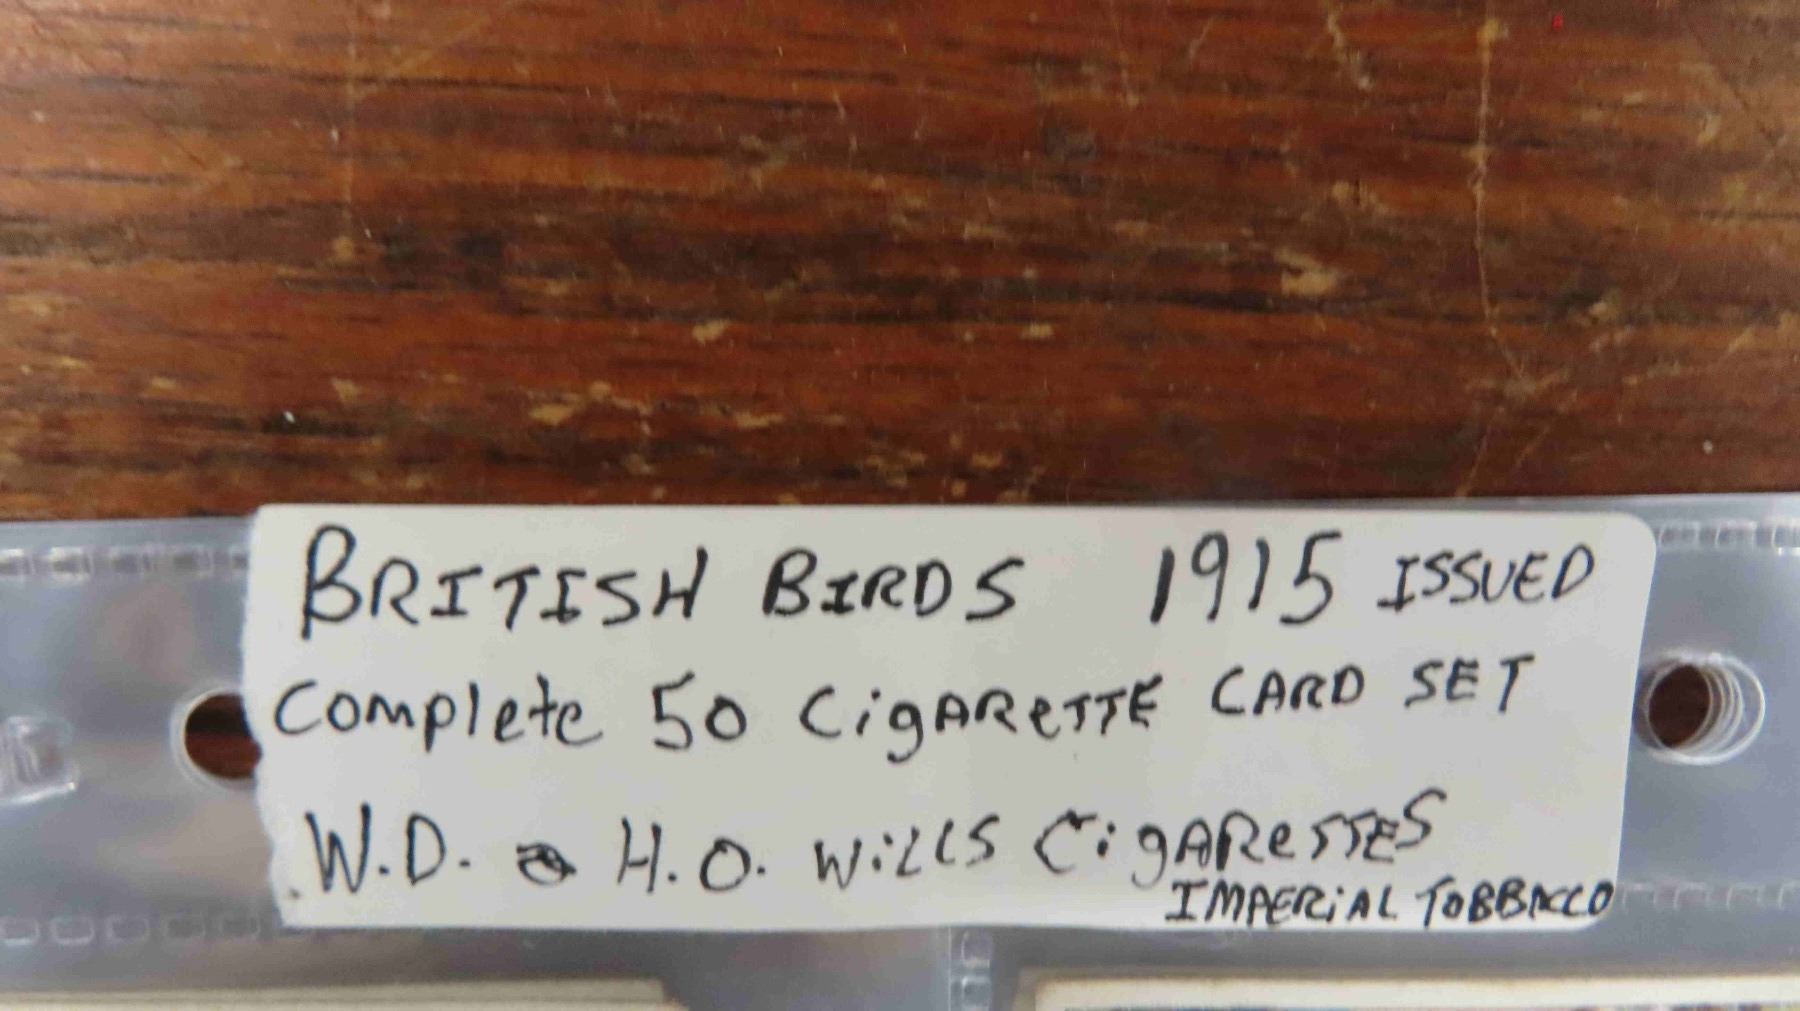 BRITISH BIRDS 1915 ISSUED
Complete 50 CigARETTE CARD SET
W.D. & H.O. WiLLS CigAReTTES
IMPERiAL TOBBACCO